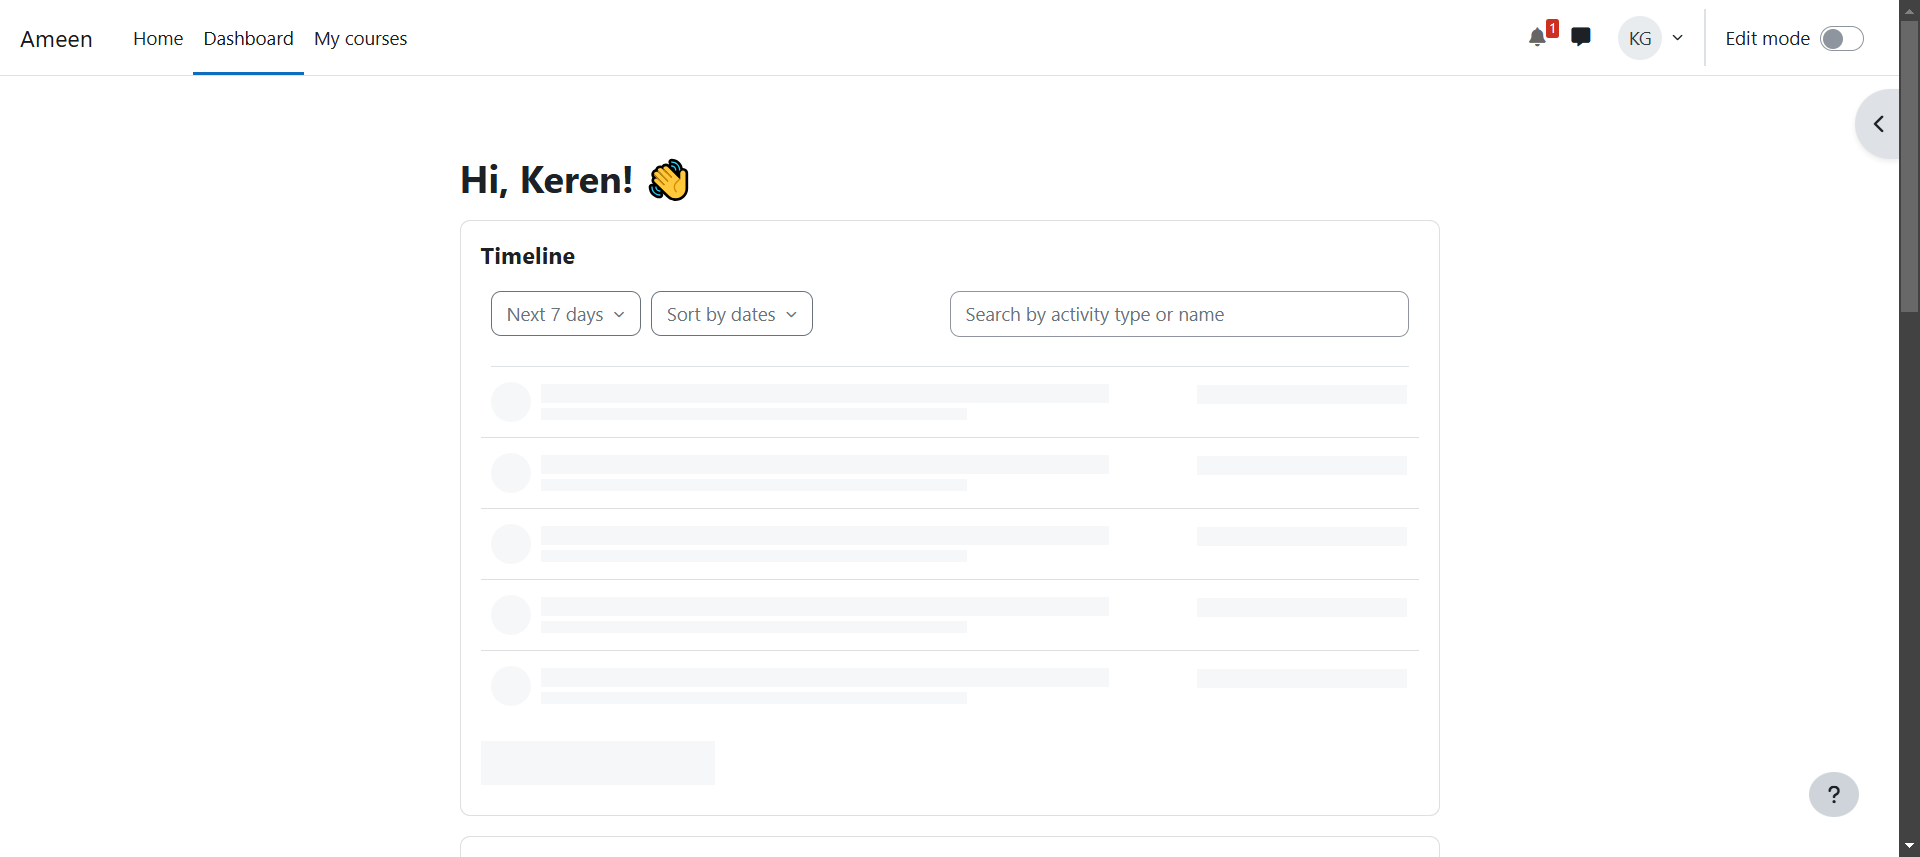 Ameen
Home
Dashboard
My courses
1
KG
Edit mode
Hi, Keren! 👋
Timeline
Next 7 days
Sort by dates
Search by activity type or name
?